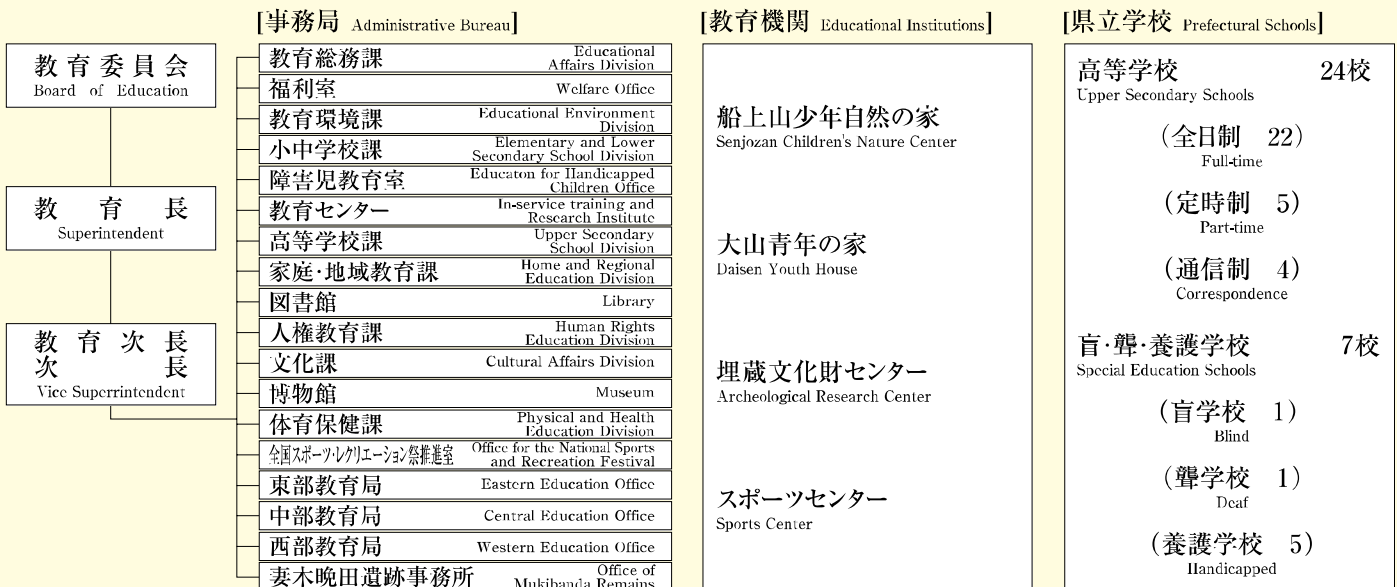 [事務局 Administrative Bureau]
[教育機関 Educational Institutions]
[県立学校 Prefectural Schools]
教育委員会
Board of Education
教育長
Superintendent
教育次長
次長
Vice Superrintendent
教育総務課 Educational
Affairs Division
福利室 Welfare Office
教育環境課 Educational Environment
Division
小中学校課 Elementary and Lower
Secondary School Division
障害児教育室 Educaton for Handicapped
Children Office
教育センター In-service training and
Research Institute
高等学校課 Upper Secondary
School Division
家庭・地域教育課 Home and Regional
Education Division
図書館 Library
人権教育課 Human Rights
Education Division
文化課 Cultural Affairs Division
博物館 Museum
体育保健課 Physical and Health
Education Division
全国スポーツ・レクリエーション祭推進室 Office for the National Sports
and Recreation Festival
東部教育局 Eastern Education Office
中部教育局 Central Education Office
西部教育局 Western Education Office
妻木晩田遺跡事務所 Office of
Mukibanda Remains
船上山少年自然の家
Senjozan Children's Nature Center
大山青年の家
Daisen Youth House
埋蔵文化財センター
Archeological Research Center
スポーツセンター
Sports Center
高等学校 24校
Upper Secondary Schools
(全日制 22)
Full-time
(定時制 5)
Part-time
(通信制 4)
Correspondence
盲・聾・養護学校 7校
Special Education Schools
(盲学校 1)
Blind
(聾学校 1)
Deaf
(養護学校 5)
Handicapped